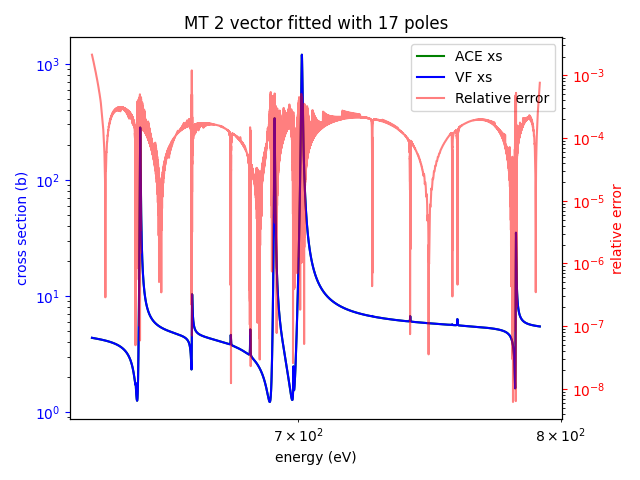 MT 2 vector fitted with 17 poles
ACE xs
VF xs
Relative error
cross section (b)
10³
10²
10¹
10⁰
relative error
10⁻³
10⁻⁴
10⁻⁵
10⁻⁶
10⁻⁷
10⁻⁸
7 × 10²
8 × 10²
energy (eV)